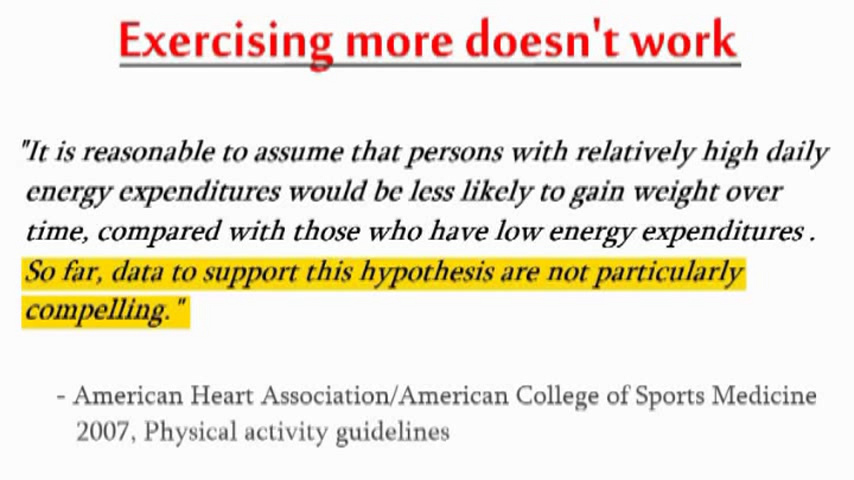 Exercising more doesn't work
"It is reasonable to assume that persons with relatively high daily
energy expenditures would be less likely to gain weight over
time, compared with those who have low energy expenditures .
So far, data to support this hypothesis are not particularly
compelling. "
- American Heart Association/American College of Sports Medicine
2007, Physical activity guidelines